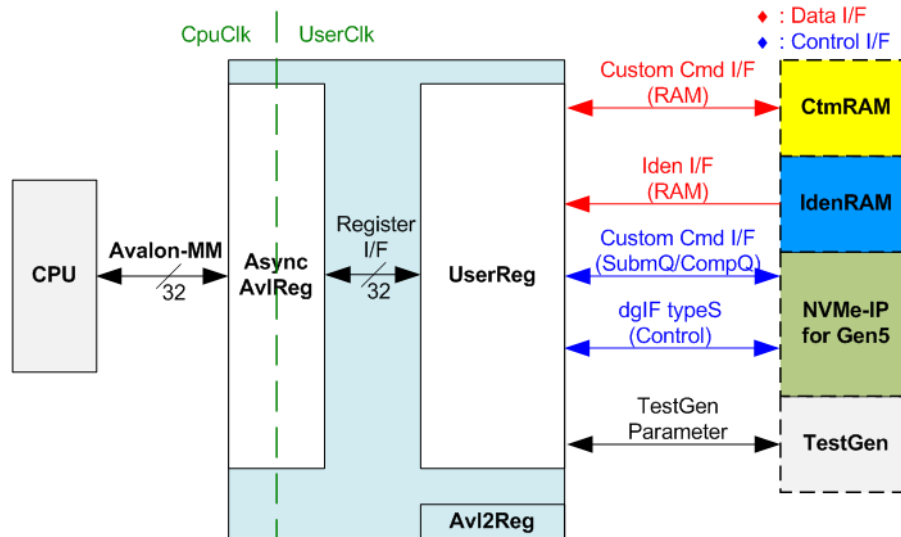 CpuClk
UserClk
♦ : Data I/F
♦ : Control I/F
CPU
Avalon-MM
32
Async
AvlReg
Register
I/F
32
UserReg
Avl2Reg
Custom Cmd I/F
(RAM)
Iden I/F
(RAM)
Custom Cmd I/F
(SubmQ/CompQ)
dgIF typeS
(Control)
TestGen
Parameter
CtmRAM
IdenRAM
NVMe-IP
for Gen5
TestGen